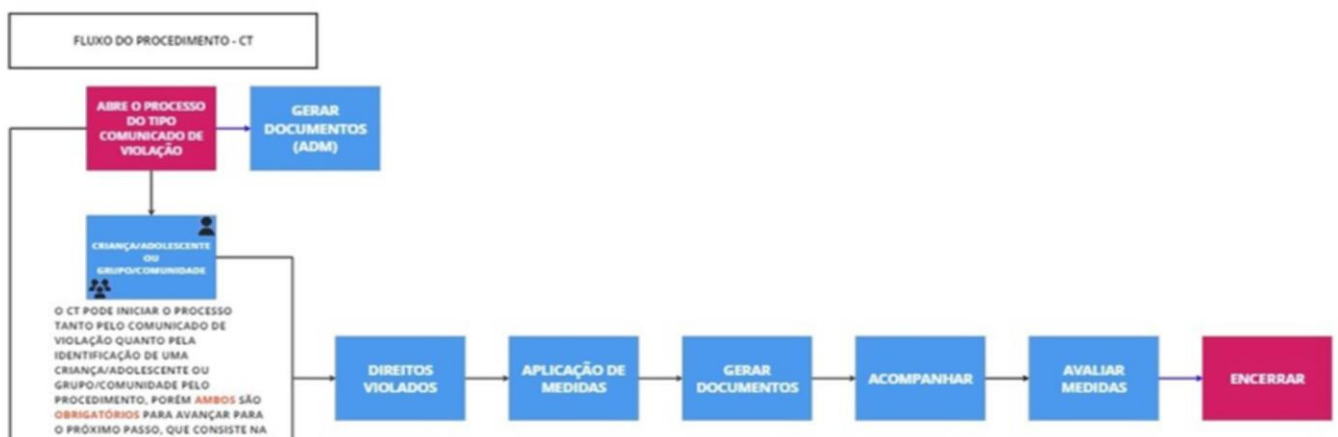 FLUXO DO PROCEDIMENTO - CT
ABRE O PROCESSO
DO TIPO
COMUNICADO DE
VIOLAÇÃO
GERAR
DOCUMENTOS
(ADM)
CRIANÇA/ADOLESCENTE
OU
GRUPO/COMUNIDADE
O CT PODE INICIAR O PROCESSO
TANTO PELO COMUNICADO DE
VIOLAÇÃO QUANTO PELA
IDENTIFICAÇÃO DE UMA
CRIANÇA/ADOLESCENTE OU
GRUPO/COMUNIDADE PELO
PROCEDIMENTO, PORÉM AMBOS SÃO
OBRIGATÓRIOS PARA AVANÇAR PARA
O PRÓXIMO PASSO, QUE CONSISTE NA
DIREITOS
VIOLADOS
APLICAÇÃO DE
MEDIDAS
GERAR
DOCUMENTOS
ACOMPANHAR
AVALIAR
MEDIDAS
ENCERRAR